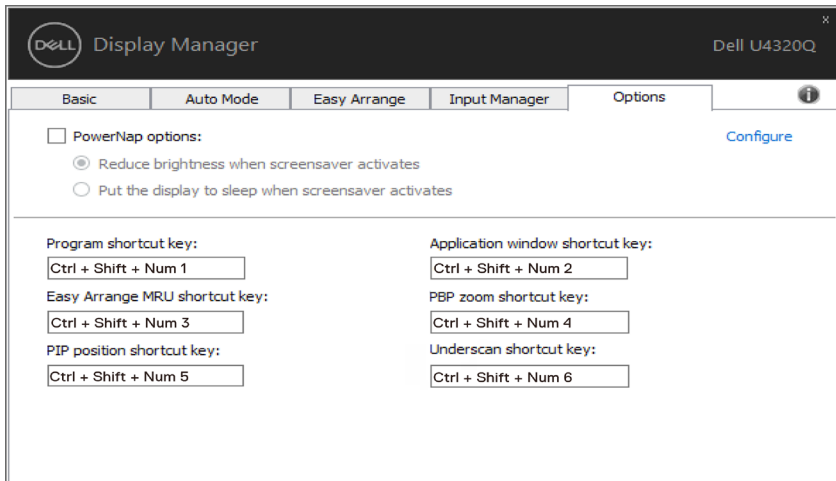 DELL Display Manager
Dell U4320Q
Basic Auto Mode Easy Arrange Input Manager Options
PowerNap options: Configure
Reduce brightness when screensaver activates
Put the display to sleep when screensaver activates
Program shortcut key: Application window shortcut key:
Ctrl + Shift + Num 1 Ctrl + Shift + Num 2
Easy Arrange MRU shortcut key: PBP zoom shortcut key:
Ctrl + Shift + Num 3 Ctrl + Shift + Num 4
PIP position shortcut key: Underscan shortcut key:
Ctrl + Shift + Num 5 Ctrl + Shift + Num 6